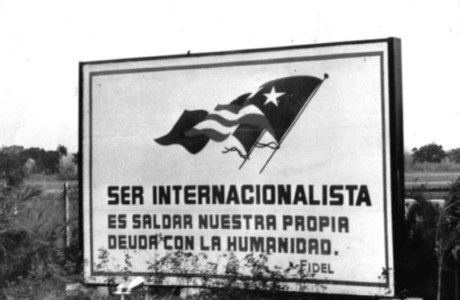 SER INTERNACIONALISTA
ES SALDAR NUESTRA PROPIA
DEUDA CON LA HUMANIDAD.
FIDEL